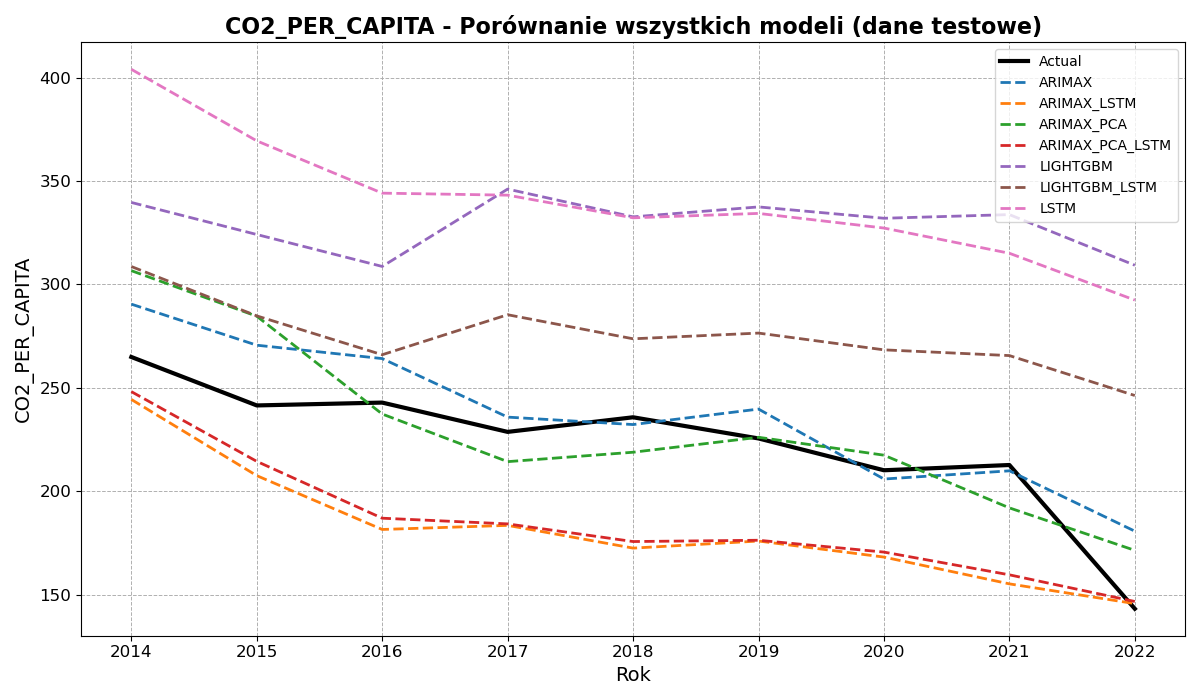 CO2_PER_CAPITA - Porównanie wszystkich modeli (dane testowe)
CO2_PER_CAPITA
400
350
300
250
200
150
Actual
ARIMAX
ARIMAX_LSTM
ARIMAX_PCA
ARIMAX_PCA_LSTM
LIGHTGBM
LIGHTGBM_LSTM
LSTM
2014 2015 2016 2017 2018 2019 2020 2021 2022
Rok